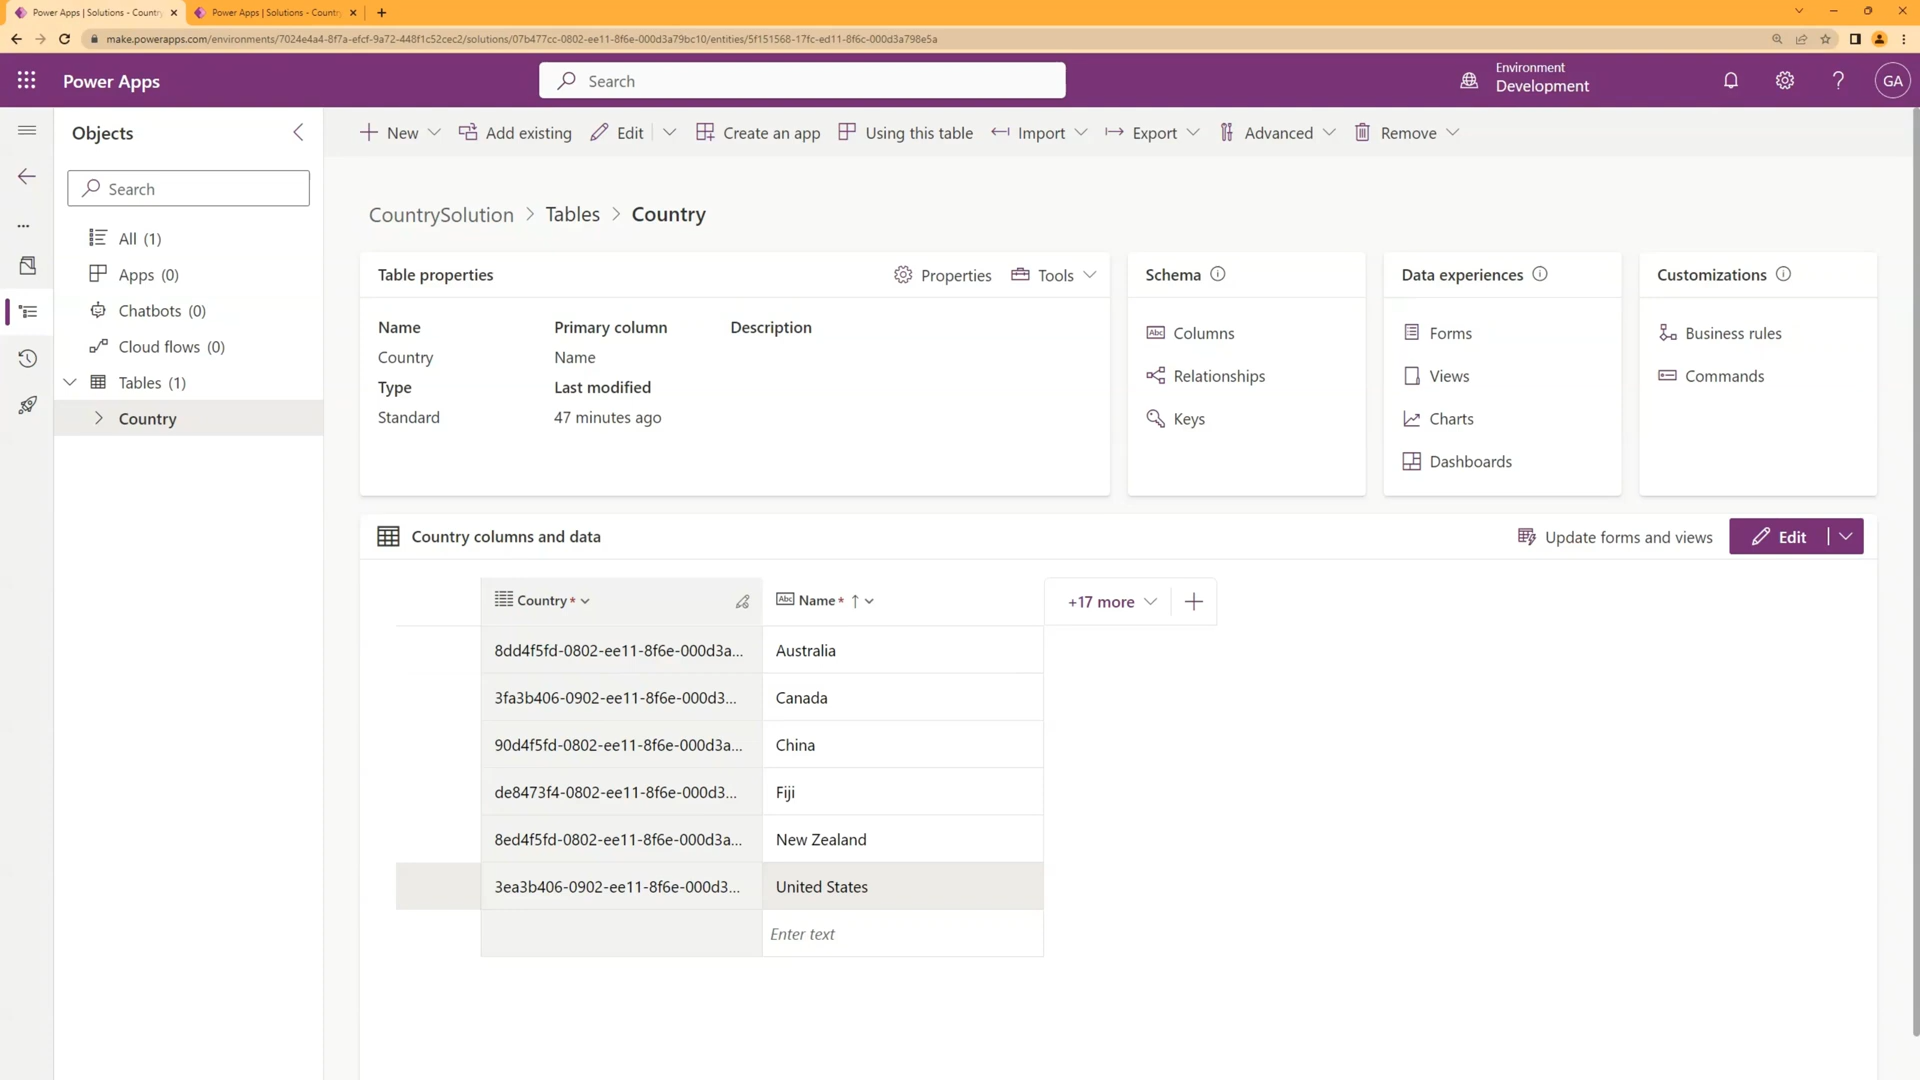 Power Apps | Solutions - Countr
Power Apps | Solutions - Countr
make.powerapps.com/environments/7024e4a4-8f7a-efcf-9a72-448f1c52cec2/solutions/07b477cc-0802-ee11-8f6e-000d3a79bc10/entities/5f151568-17fc-ed11-8f6c-000d3a798e5a
Power Apps
Search
Environment
Development
GA
Objects
Search
All (1)
Apps (0)
Chatbots (0)
Cloud flows (0)
Tables (1)
Country
New
Add existing
Edit
Create an app
Using this table
Import
Export
Advanced
Remove
CountrySolution > Tables > Country
Table properties
Properties
Tools
Name
Primary column
Description
Country
Name
Type
Last modified
Standard
47 minutes ago
Schema
Columns
Relationships
Keys
Data experiences
Forms
Views
Charts
Dashboards
Customizations
Business rules
Commands
Country columns and data
Update forms and views
Edit
Country *
Abc Name *
+17 more
8dd4f5fd-0802-ee11-8f6e-000d3a... Australia
3fa3b406-0902-ee11-8f6e-000d3... Canada
90d4f5fd-0802-ee11-8f6e-000d3a... China
de8473f4-0802-ee11-8f6e-000d3... Fiji
8ed4f5fd-0802-ee11-8f6e-000d3a... New Zealand
3ea3b406-0902-ee11-8f6e-000d3... United States
Enter text